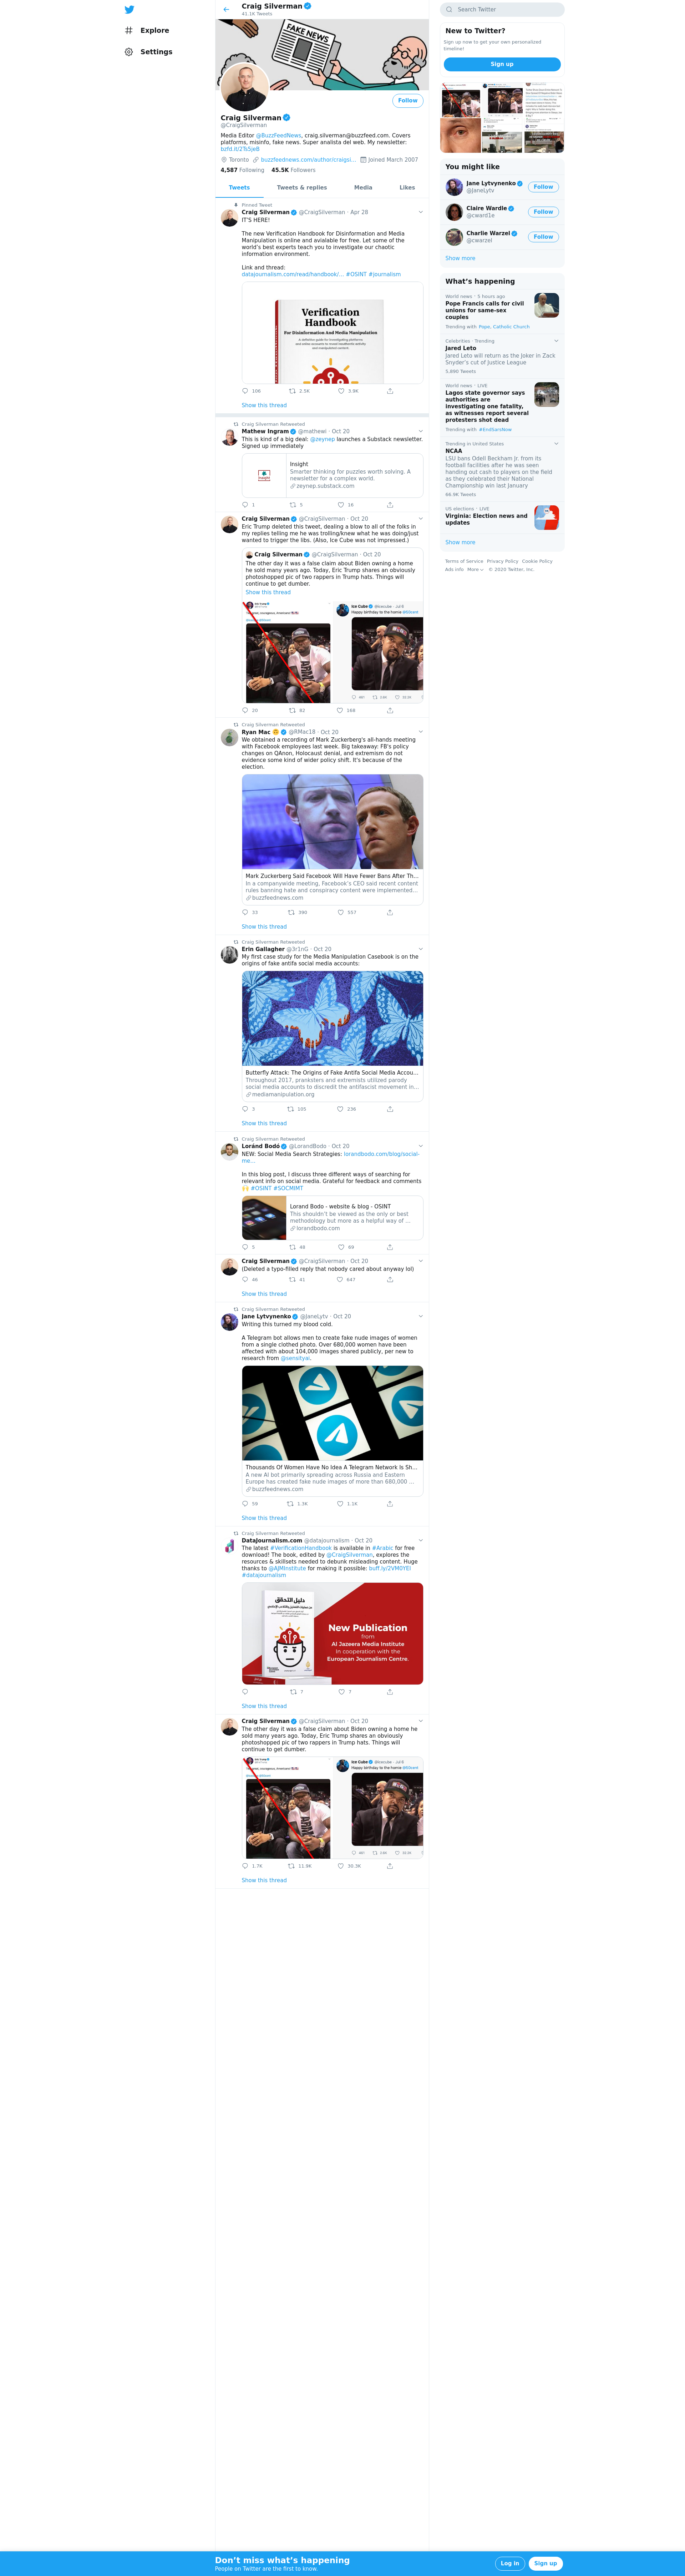 Explore
Settings
Craig Silverman
41.1K Tweets
Follow
Craig Silverman
@CraigSilverman
Media Editor @BuzzFeedNews, craig.silverman@buzzfeed.com. Covers
platforms, misinfo, fake news. Super analista del web. My newsletter:
bzfd.it/2Ts5je8
Toronto buzzfeednews.com/author/craigsi... Joined March 2007
4,587 Following 45.5K Followers
Tweets Tweets & replies Media Likes
Pinned Tweet
Craig Silverman @CraigSilverman · Apr 28
IT'S HERE!
The new Verification Handbook for Disinformation and Media
Manipulation is online and available for free. Let some of the
world's best experts teach you to investigate our chaotic
information environment.
Link and thread:
datajournalism.com/read/handbook/... #OSINT #journalism
Verification
Handbook
For Disinformation And Media Manipulation
106 2.5K 3.9K
Show this thread
Craig Silverman Retweeted
Mathew Ingram @mathewi · Oct 20
This is kind of a big deal: @zeynep launches a Substack newsletter.
Signed up immediately
Insight
Smarter thinking for puzzles worth solving. A
newsletter for a complex world.
zeynep.substack.com
1 5 16
Craig Silverman @CraigSilverman · Oct 20
Eric Trump deleted this tweet, dealing a blow to all of the folks in
my replies telling me he was trolling/knew what he was doing/just
wanted to trigger the libs. (Also, Ice Cube was not impressed.)
Craig Silverman @CraigSilverman · Oct 20
The other day it was a false claim about Biden owning a home
he sold many years ago. Today, Eric Trump shares an obviously
photoshopped pic of two rappers in Trump hats. Things will
continue to get dumber.
Show this thread
Ice Cube @icecube · Jul 6
Happy birthday to the homie @50cent
20 82 168
Craig Silverman Retweeted
Ryan Mac @RMac18 · Oct 20
We obtained a recording of Mark Zuckerberg's all-hands meeting
with Facebook employees last week. Big takeaway: FB's policy
changes on QAnon, Holocaust denial, and extremism do not
evidence some kind of wider policy shift. It's because of the
election.
Mark Zuckerberg Said Facebook Will Have Fewer Bans After Th...
In a companywide meeting, Facebook's CEO said recent content
rules banning hate and conspiracy content were implemented...
buzzfeednews.com
33 390 557
Show this thread
Craig Silverman Retweeted
Erin Gallagher @3r1nG · Oct 20
My first case study for the Media Manipulation Casebook is on the
origins of fake antifa social media accounts:
Butterfly Attack: The Origins of Fake Antifa Social Media Accou...
Throughout 2017, pranksters and extremists utilized parody
social media accounts to discredit the antifascist movement in...
mediamanipulation.org
3 105 236
Show this thread
Craig Silverman Retweeted
Loránd Bodó @LorandBodo · Oct 20
NEW: Social Media Search Strategies: lorandbodo.com/blog/social-
me...
In this blog post, I discuss three different ways of searching for
relevant info on social media. Grateful for feedback and comments
#OSINT #SOCMIMT
Lorand Bodo - website & blog - OSINT
This shouldn't be viewed as the only or best
methodology but more as a helpful way of ...
lorandbodo.com
5 48 69
Craig Silverman @CraigSilverman · Oct 20
(Deleted a typo-filled reply that nobody cared about anyway lol)
46 41 647
Show this thread
Craig Silverman Retweeted
Jane Lytvynenko @JaneLytv · Oct 20
Writing this turned my blood cold.
A Telegram bot allows men to create fake nude images of women
from a single clothed photo. Over 680,000 women have been
affected with about 104,000 images shared publicly, per new to
research from @sensityai.
Thousands Of Women Have No Idea A Telegram Network Is Sh...
A new AI bot primarily spreading across Russia and Eastern
Europe has created fake nude images of more than 680,000 ...
buzzfeednews.com
59 1.3K 1.1K
Show this thread
Craig Silverman Retweeted
DataJournalism.com @datajournalism · Oct 20
The latest #VerificationHandbook is available in #Arabic for free
download! The book, edited by @CraigSilverman, explores the
resources & skillsets needed to debunk misleading content. Huge
thanks to @AJMInstitute for making it possible: buff.ly/2VM0YEI
#datajournalism
دليل التحقق
New Publication
from
Al Jazeera Media Institute
In cooperation with the
European Journalism Centre.
7 7
Show this thread
Craig Silverman @CraigSilverman · Oct 20
The other day it was a false claim about Biden owning a home he
sold many years ago. Today, Eric Trump shares an obviously
photoshopped pic of two rappers in Trump hats. Things will
continue to get dumber.
Ice Cube @icecube · Jul 6
Happy birthday to the homie @50cent
1.7K 11.9K 30.3K
Show this thread
Search Twitter
New to Twitter?
Sign up now to get your own personalized
timeline!
Sign up
You might like
Jane Lytvynenko
@JaneLytv
Follow
Claire Wardle
@cward1e
Follow
Charlie Warzel
@cwarzel
Follow
Show more
What's happening
World news · 5 hours ago
Pope Francis calls for civil
unions for same-sex
couples
Trending with Pope, Catholic Church
Celebrities · Trending
Jared Leto
Jared Leto will return as the Joker in Zack
Snyder's cut of Justice League
5,890 Tweets
World news · LIVE
Lagos state governor says
authorities are
investigating one fatality,
as witnesses report several
protesters shot dead
Trending with #EndSarsNow
Trending in United States
NCAA
LSU bans Odell Beckham Jr. from its
football facilities after he was seen
handing out cash to players on the field
as they celebrated their National
Championship win last January
66.9K Tweets
US elections · LIVE
Virginia: Election news and
updates
Show more
Terms of Service Privacy Policy Cookie Policy
Ads info More © 2020 Twitter, Inc.
Don't miss what's happening
People on Twitter are the first to know.
Log in Sign up